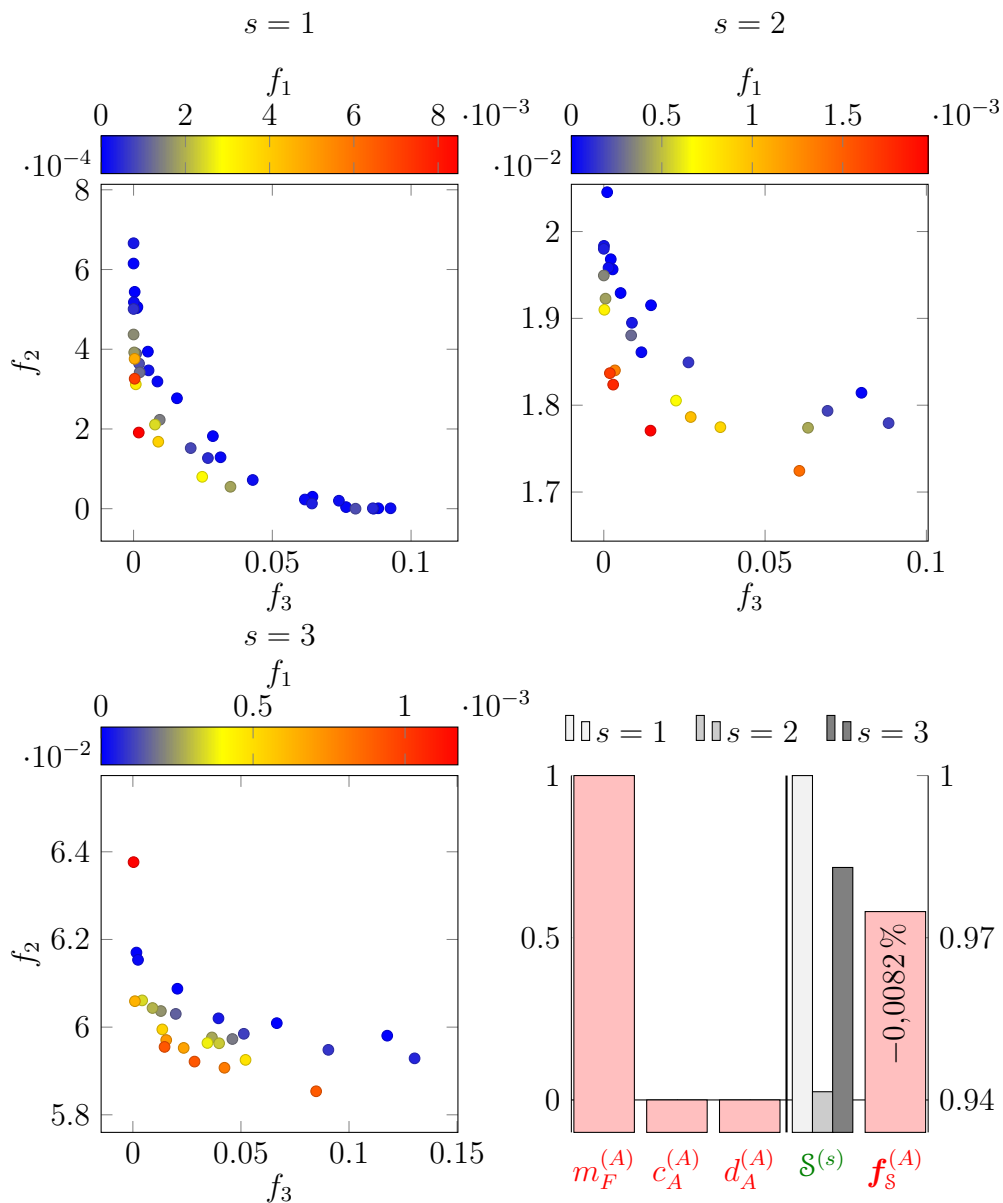 s = 1
f₁
0 2 4 6 8 ·10⁻³
·10⁻⁴
8
6
4
2
0
f₂
0 0.05 0.1
f₃
s = 2
f₁
0 0.5 1 1.5 ·10⁻³
·10⁻²
2
1.9
1.8
1.7
0 0.05 0.1
f₃
s = 3
f₁
0 0.5 1 ·10⁻³
·10⁻²
6.4
6.2
6
5.8
f₂
0 0.05 0.1 0.15
f₃
s = 1 s = 2 s = 3
1
0.5
0
1
0.97
0.94
−0,0082 %
m_F^(A) c_A^(A) d_A^(A) S^(s) f_S^(A)